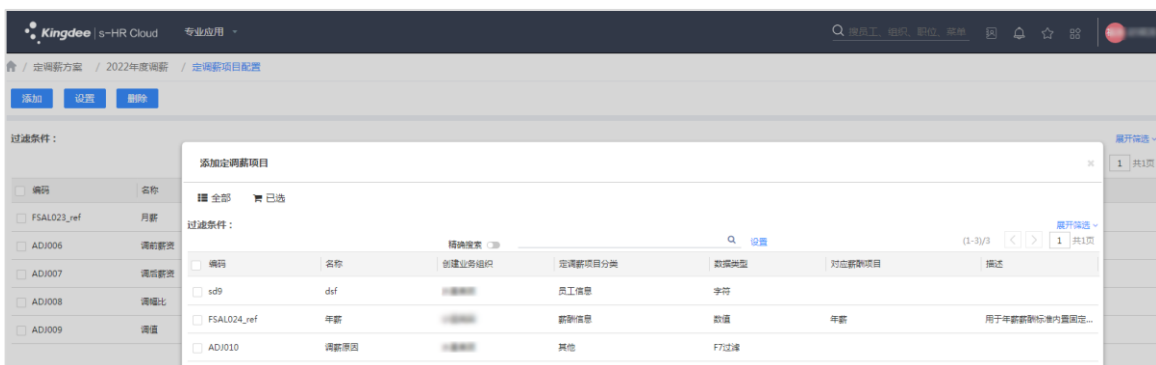 Kingdee | s-HR Cloud 专业应用 搜员工、组织、职位、菜单
定调薪方案 / 2022年度调薪 / 定调薪项目配置
添加 设置 删除
过滤条件： 展开筛选
添加定调薪项目 1 共1页
编码 名称
全部 已选
FSAL023_ref 月薪
过滤条件： 展开筛选
精确搜索 设置 (1-3)/3 1 共1页
ADJ006 调前薪资
编码 名称 创建业务组织 定调薪项目分类 数据类型 对应薪酬项目 描述
ADJ007 调后薪资
sd9 dsf 员工信息 字符
ADJ008 调幅比
FSAL024_ref 年薪 薪酬信息 数值 年薪 用于年薪薪酬标准内置固定...
ADJ009 调值
ADJ010 调薪原因 其他 F7过滤